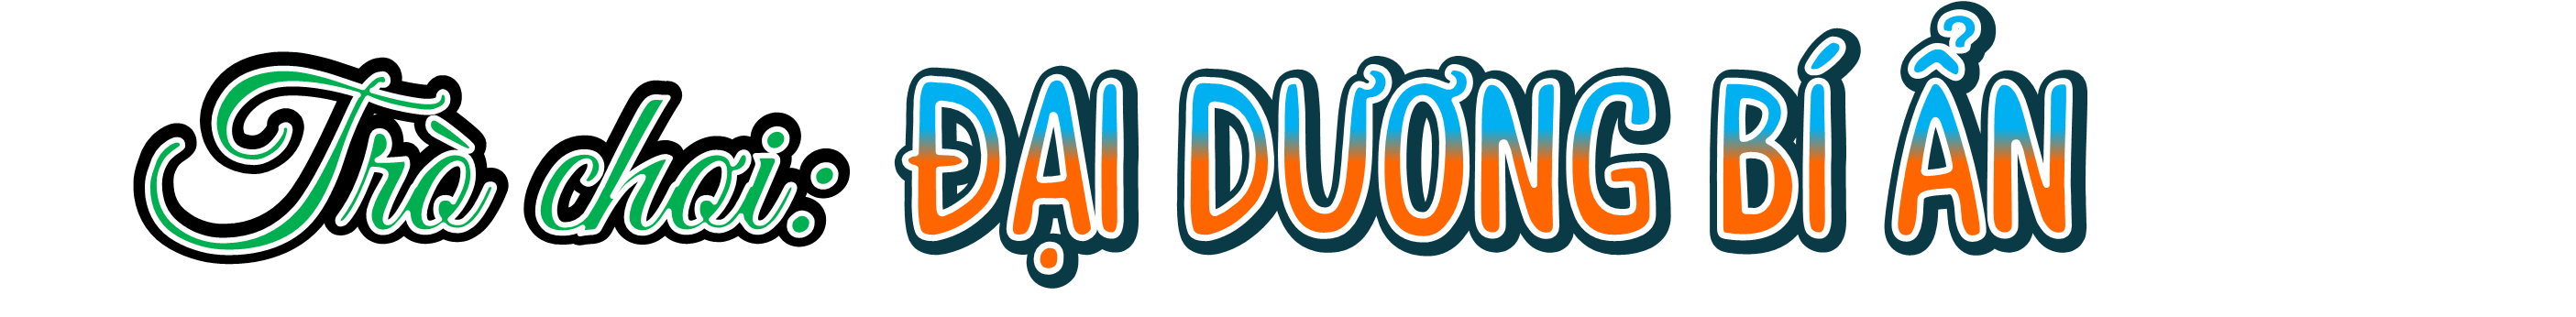 Trò chơi: ĐẠI DƯƠNG BÍ ẨN